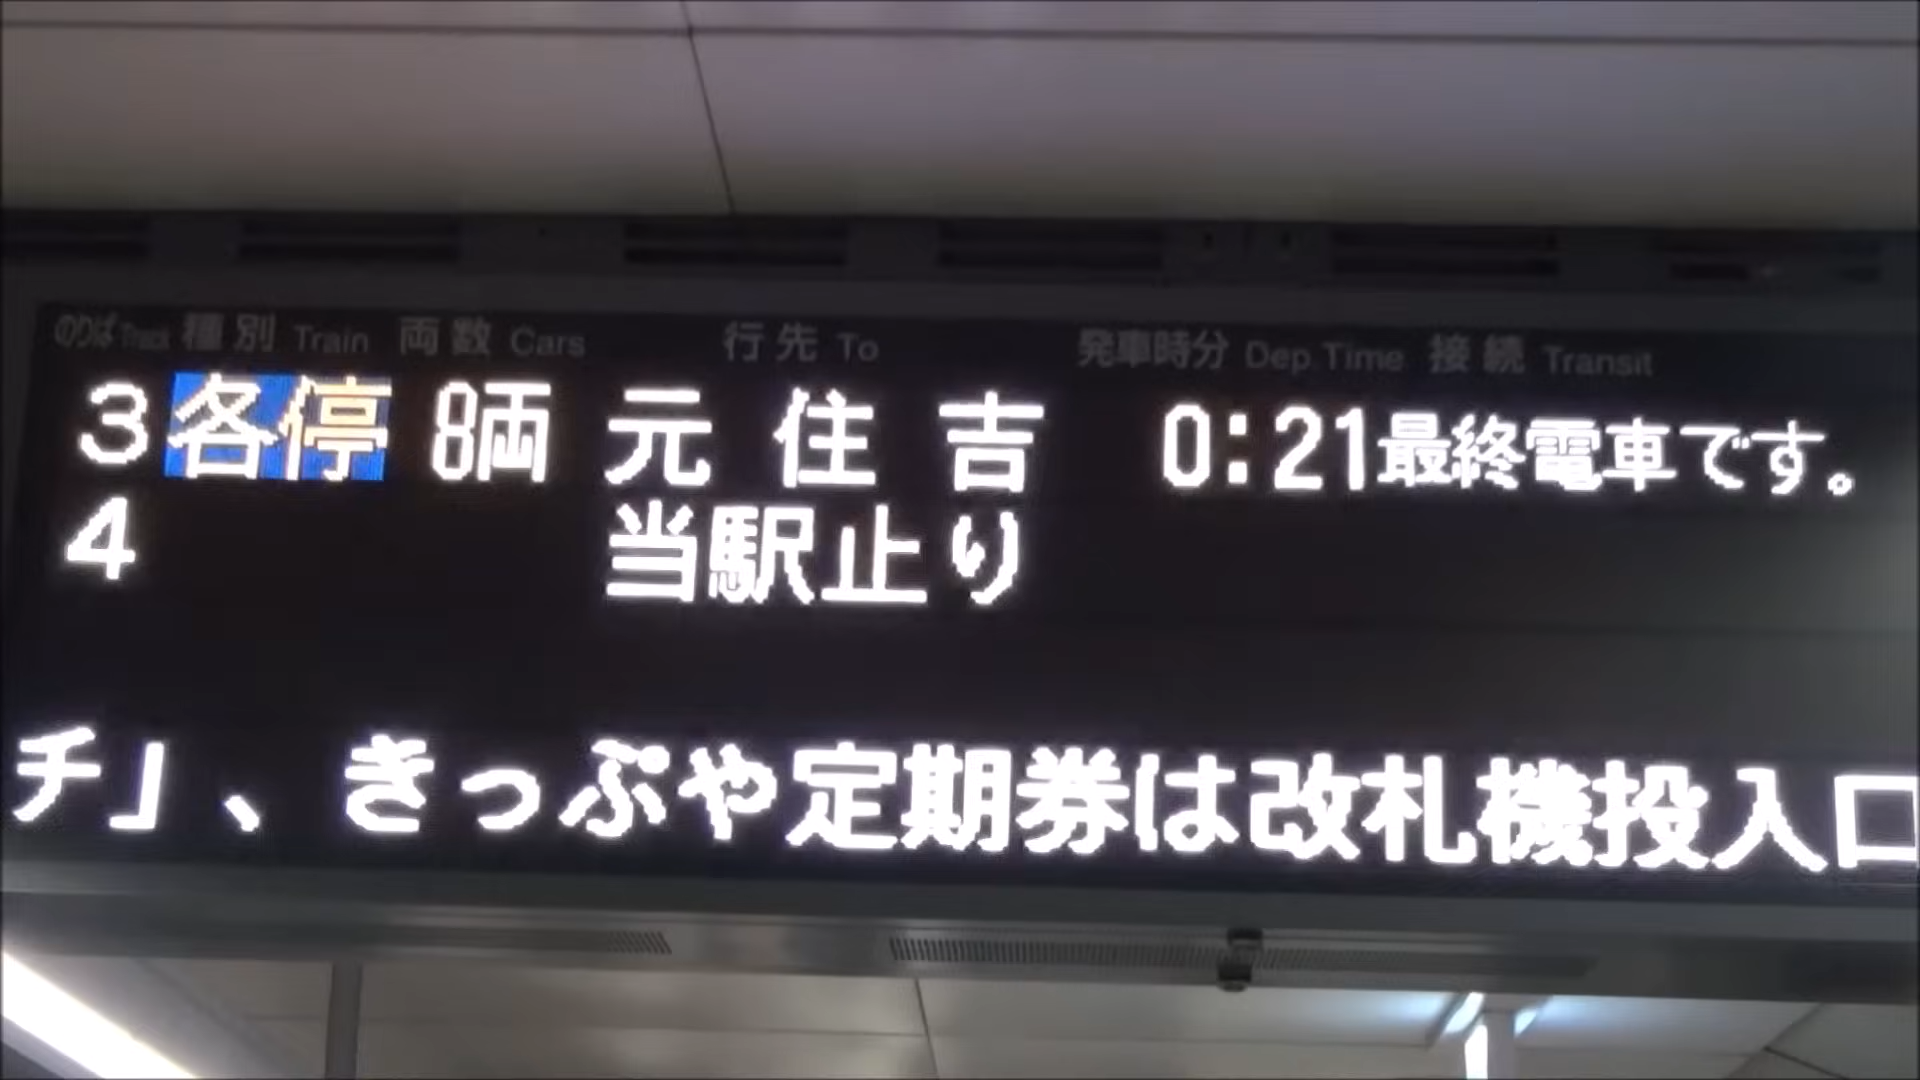 のりば Track 種別 Train 両数 Cars 行先 To 発車時分 Dep.Time 接続 Transit
3 各停 8両 元住吉 0:21 最終電車です。
4 当駅止り
チ」、きっぷや定期券は改札機投入口